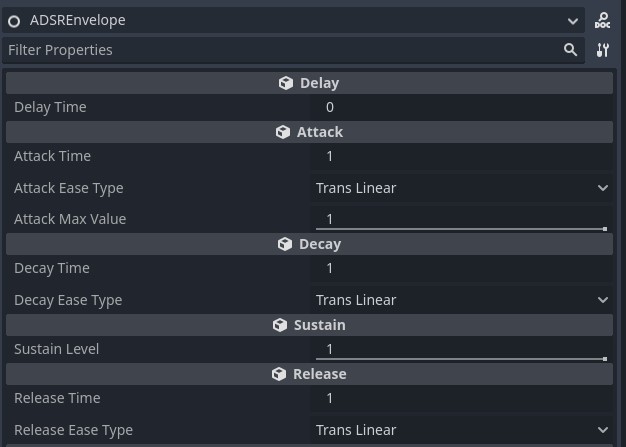 ADSREnvelope
DOC
Filter Properties
Delay
Delay Time 0
Attack
Attack Time 1
Attack Ease Type Trans Linear
Attack Max Value 1
Decay
Decay Time 1
Decay Ease Type Trans Linear
Sustain
Sustain Level 1
Release
Release Time 1
Release Ease Type Trans Linear